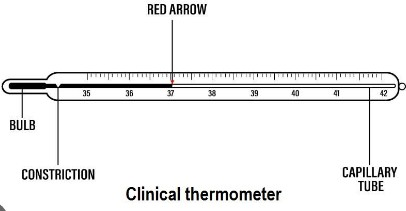 RED ARROW
35 36 37 38 39 40 41 42
BULB
CONSTRICTION
CAPILLARY
TUBE
Clinical thermometer